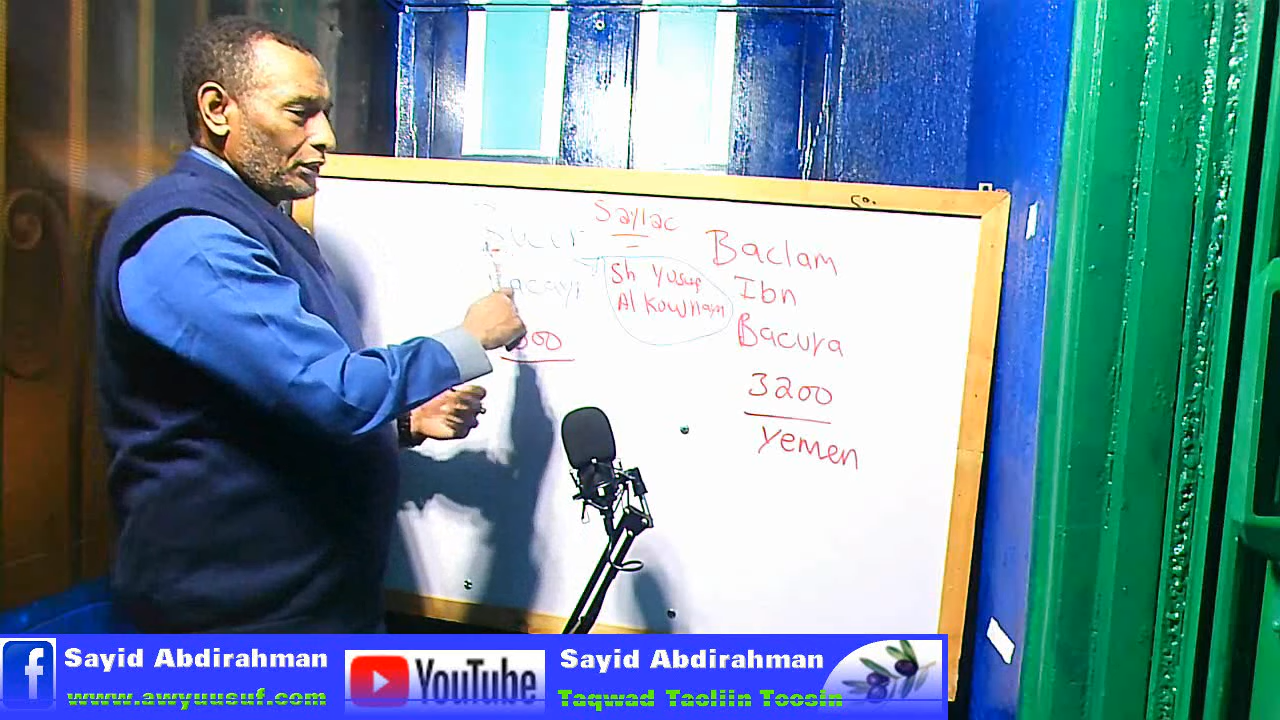 Saylac
Sh Yusuf
Al Kowneyn
Baclam
Ibn
Bacura
3200
Yemen
Sayid Abdirahman
www.awyuusuf.com
YouTube
Sayid Abdirahman
Taqwad Taoliin Toosin